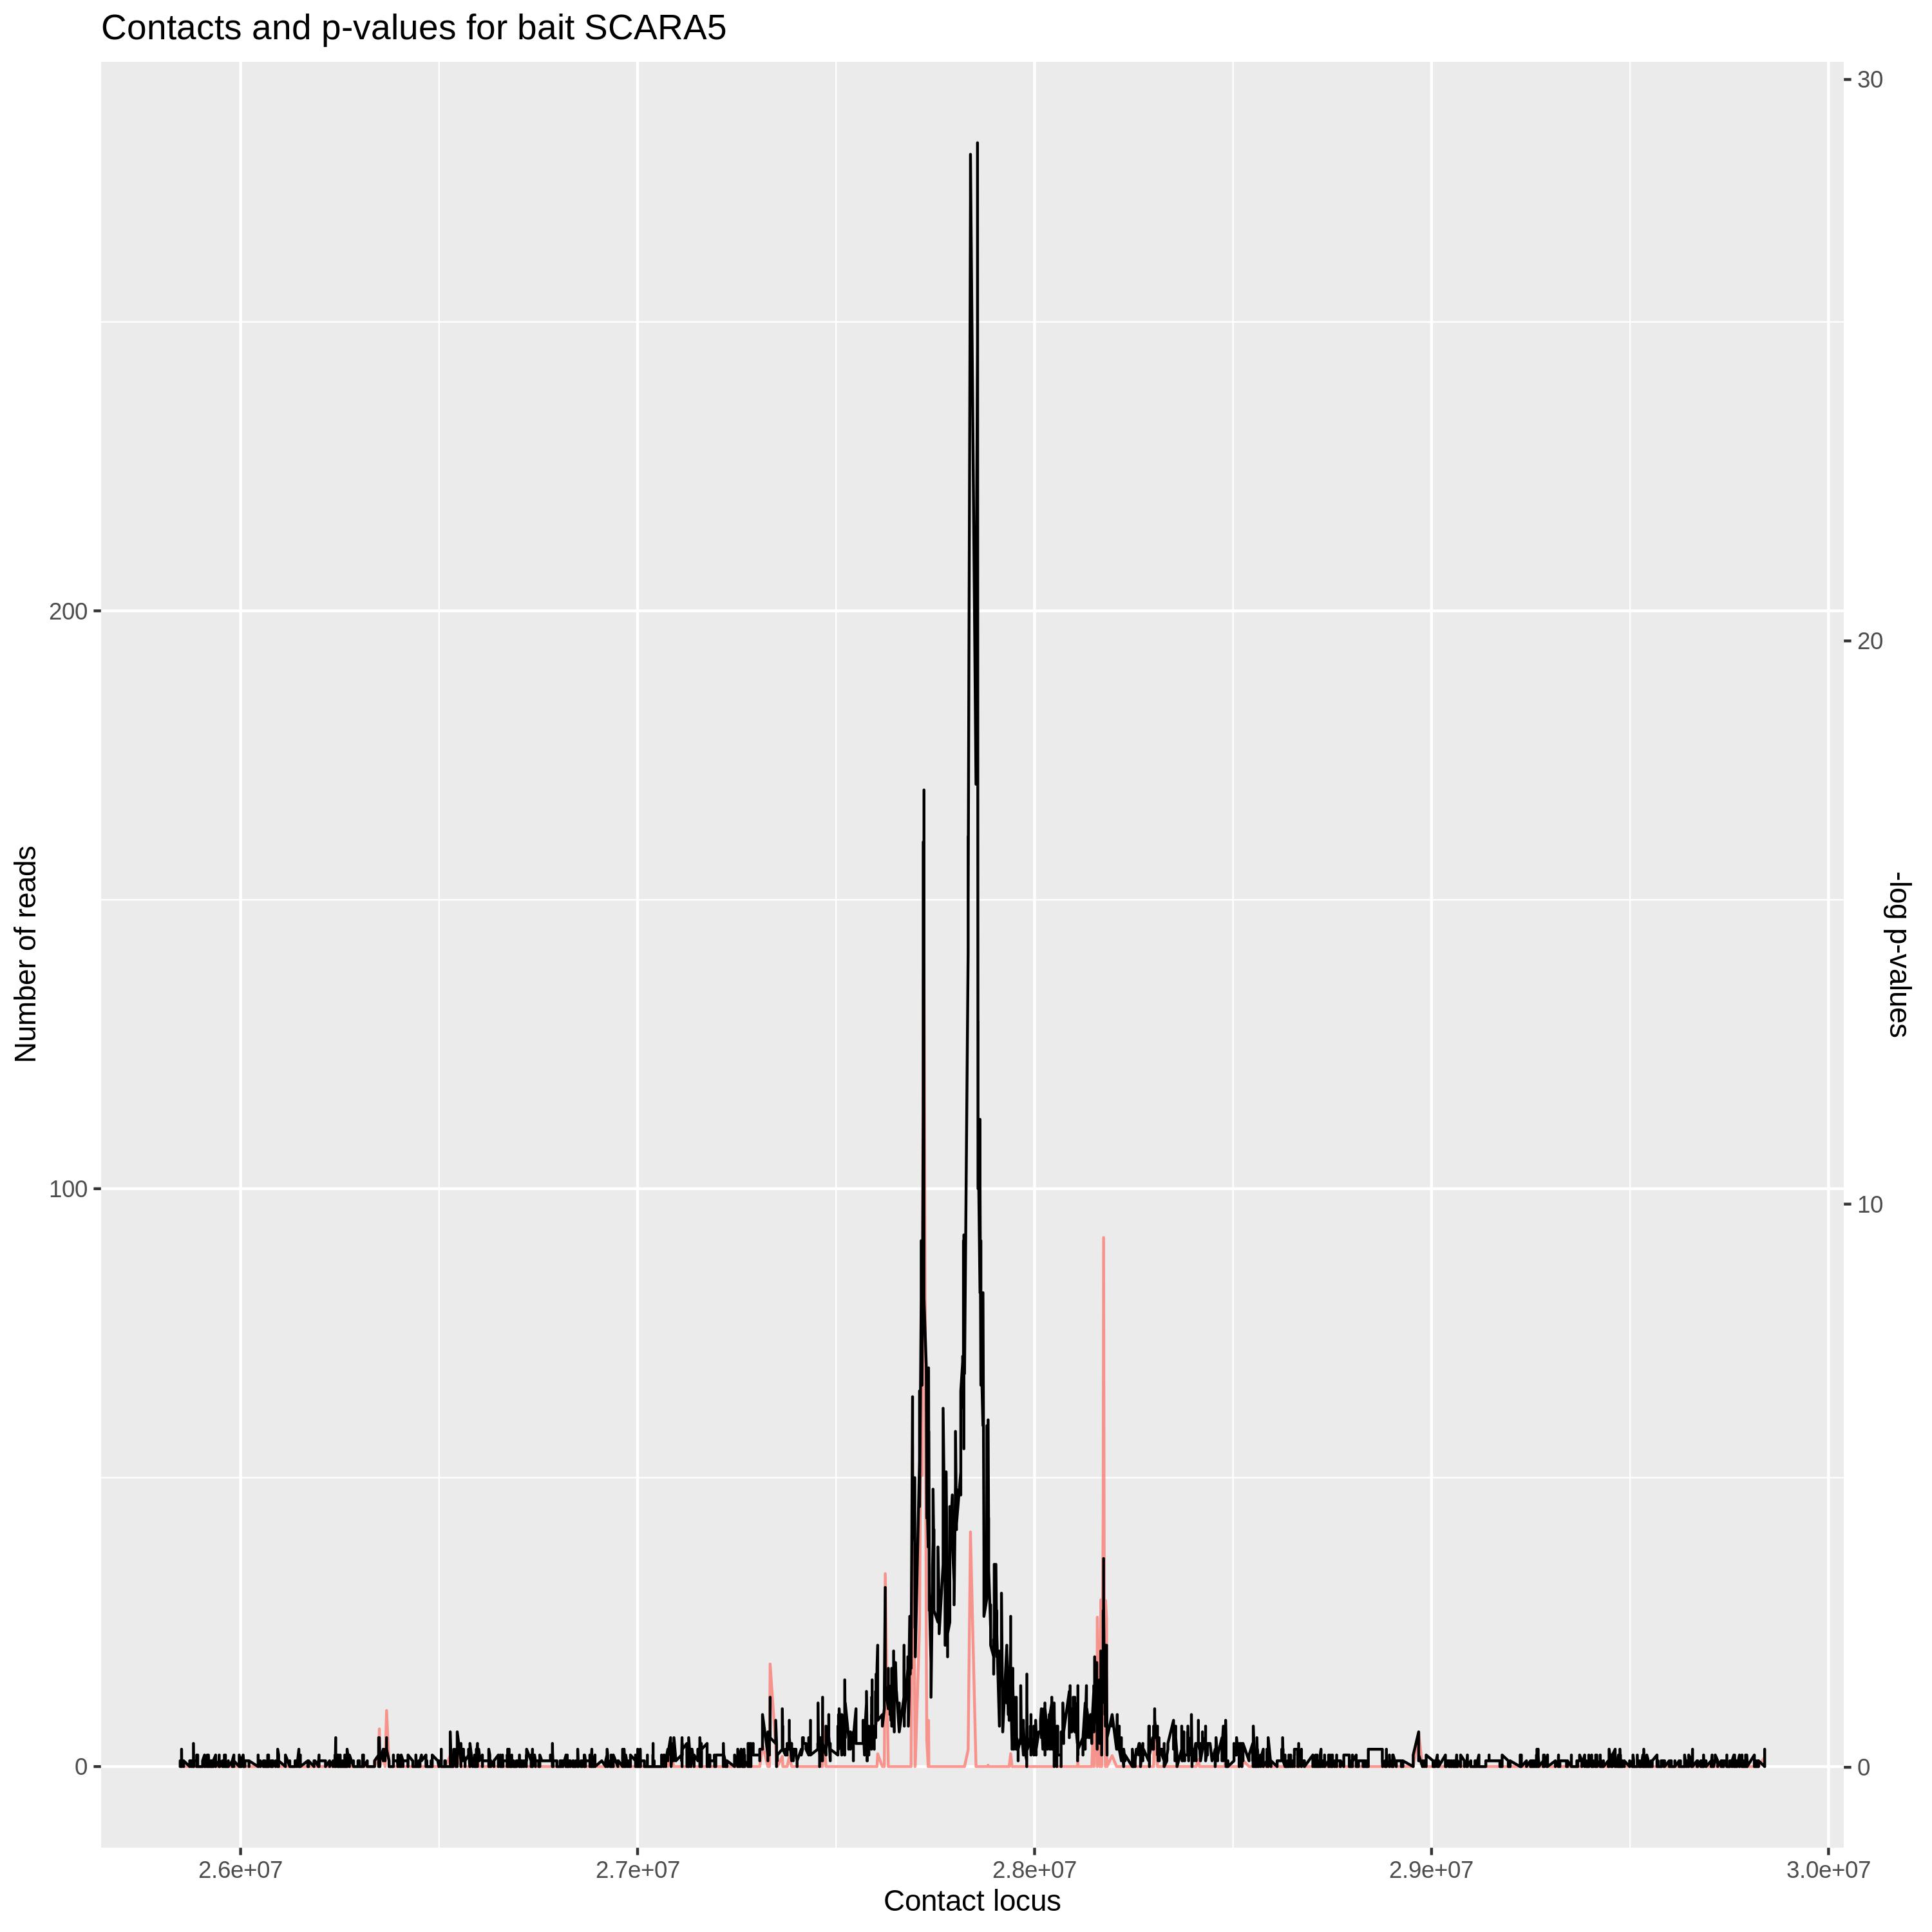 Contacts and p-values for bait SCARA5
30
20
10
0
200
100
0
Number of reads
-log p-values
2.6e+07
2.7e+07
2.8e+07
2.9e+07
3.0e+07
Contact locus